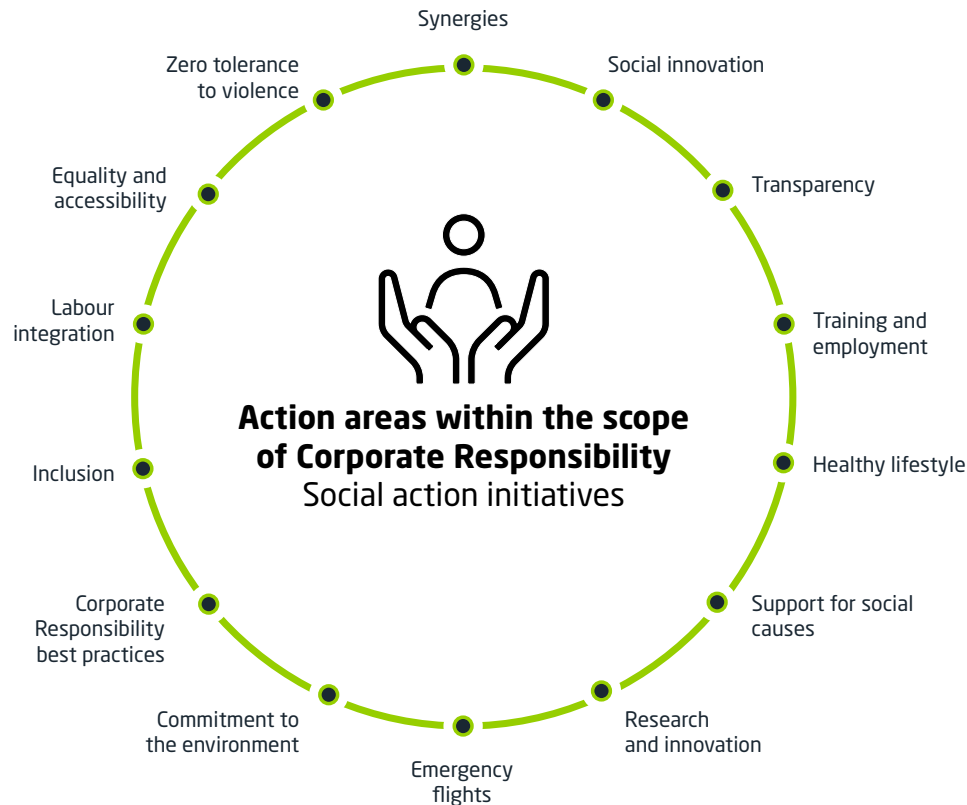 Synergies
Social innovation
Transparency
Training and
employment
Healthy lifestyle
Support for social
causes
Research
and innovation
Emergency
flights
Commitment to
the environment
Corporate
Responsibility
best practices
Inclusion
Labour
integration
Equality and
accessibility
Zero tolerance
to violence
Action areas within the scope
of Corporate Responsibility
Social action initiatives